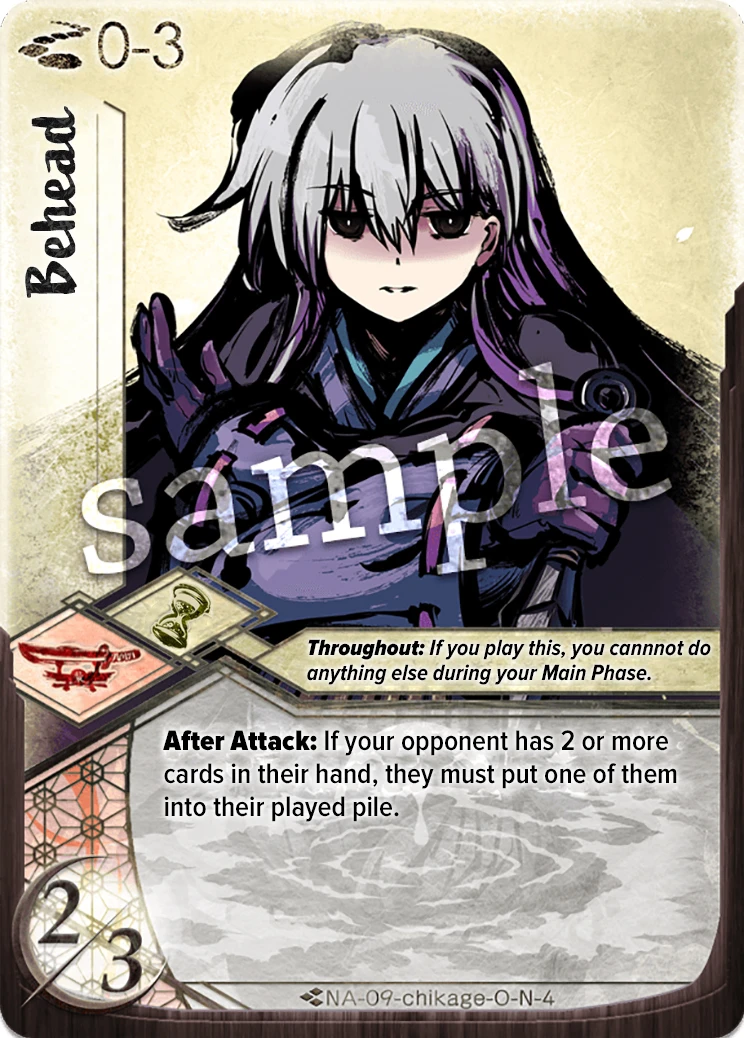 0-3
Behead
sample
Throughout: If you play this, you cannnot do
anything else during your Main Phase.
After Attack: If your opponent has 2 or more
cards in their hand, they must put one of them
into their played pile.
2/3
NA-09-chikage-O-N-4